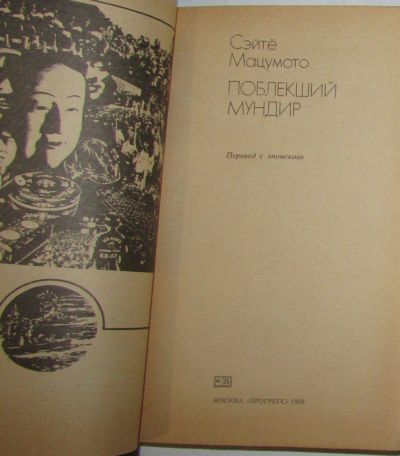 Сэйтё
Мацумото
ПОБЛЕКШИЙ
МУНДИР
Перевод с японского
МОСКВА «ПРОГРЕСС» 1988